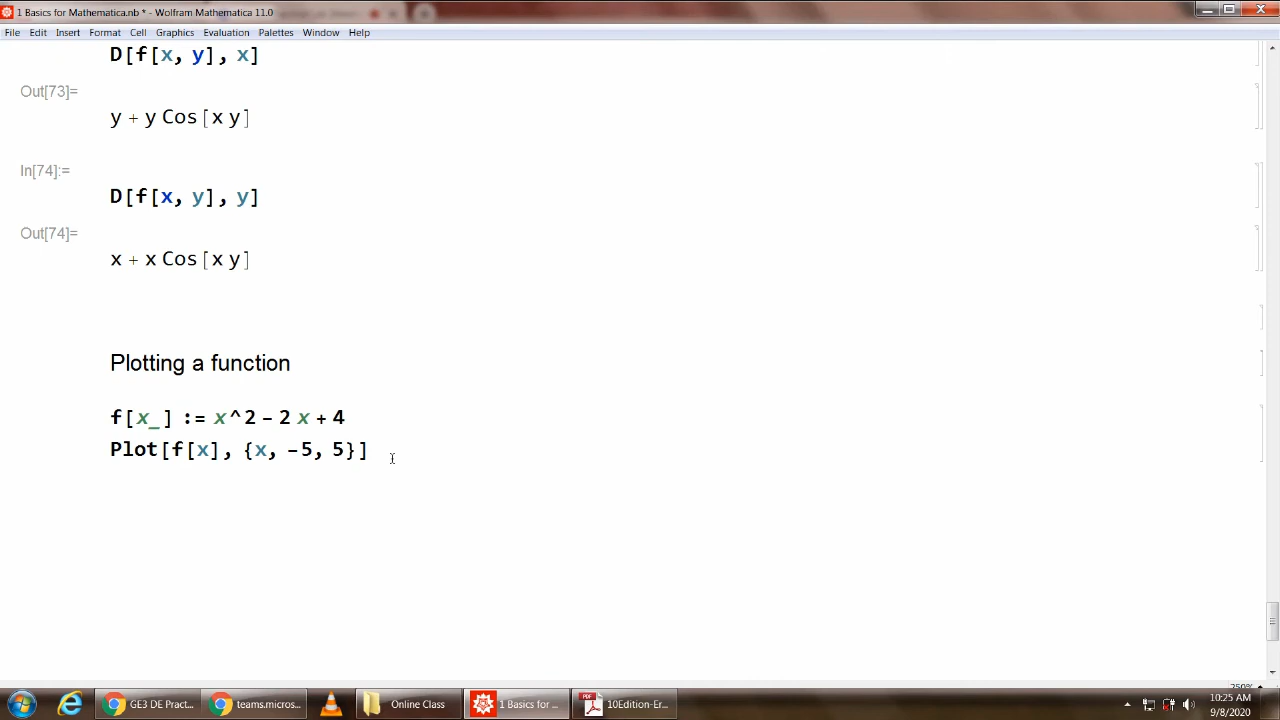 1 Basics for Mathematica.nb * - Wolfram Mathematica 11.0
File Edit Insert Format Cell Graphics Evaluation Palettes Window Help
D[f[x, y], x]
Out[73]=
y + y Cos[x y]
In[74]:=
D[f[x, y], y]
Out[74]=
x + x Cos[x y]
Plotting a function
f[x_] := x^2 - 2 x + 4
Plot[f[x], {x, -5, 5}]
250%
GE3 DE Pract... teams.micros... Online Class 1 Basics for ... 10Edition-Er... 10:25 AM
9/8/2020